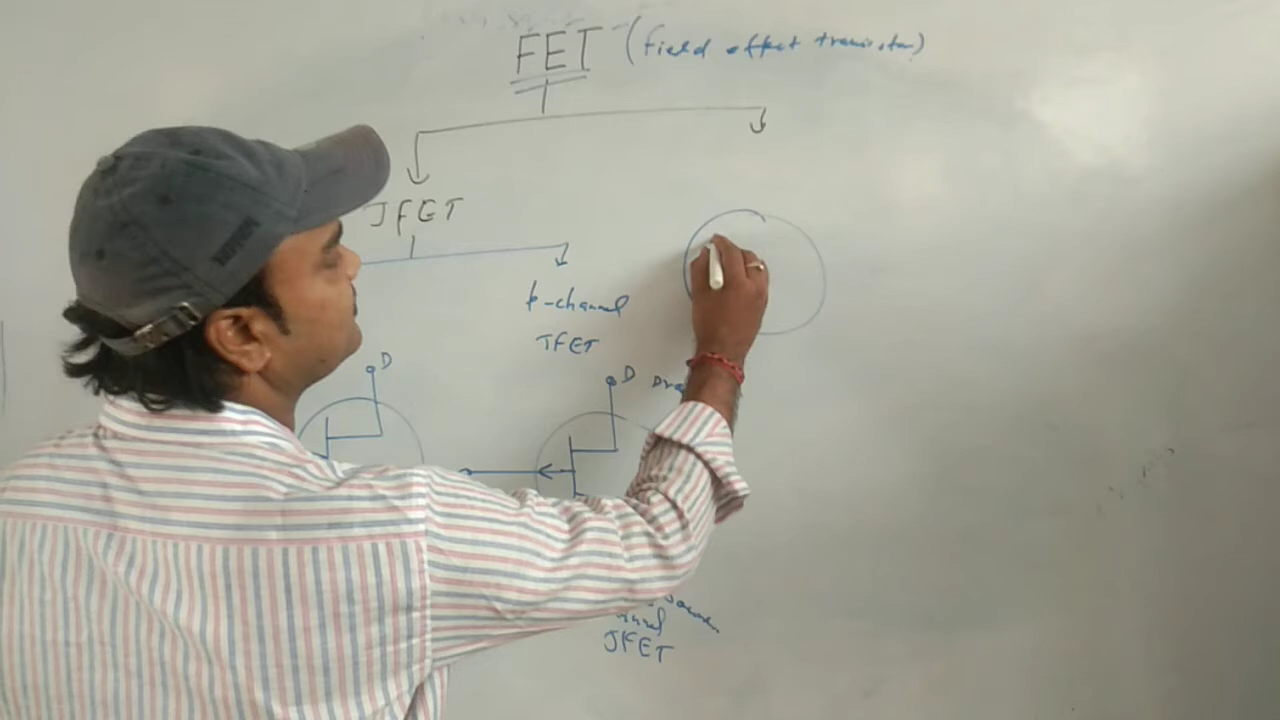 FET (field effect transistor)
JFET
p-channel
JFET
D
D
JFET